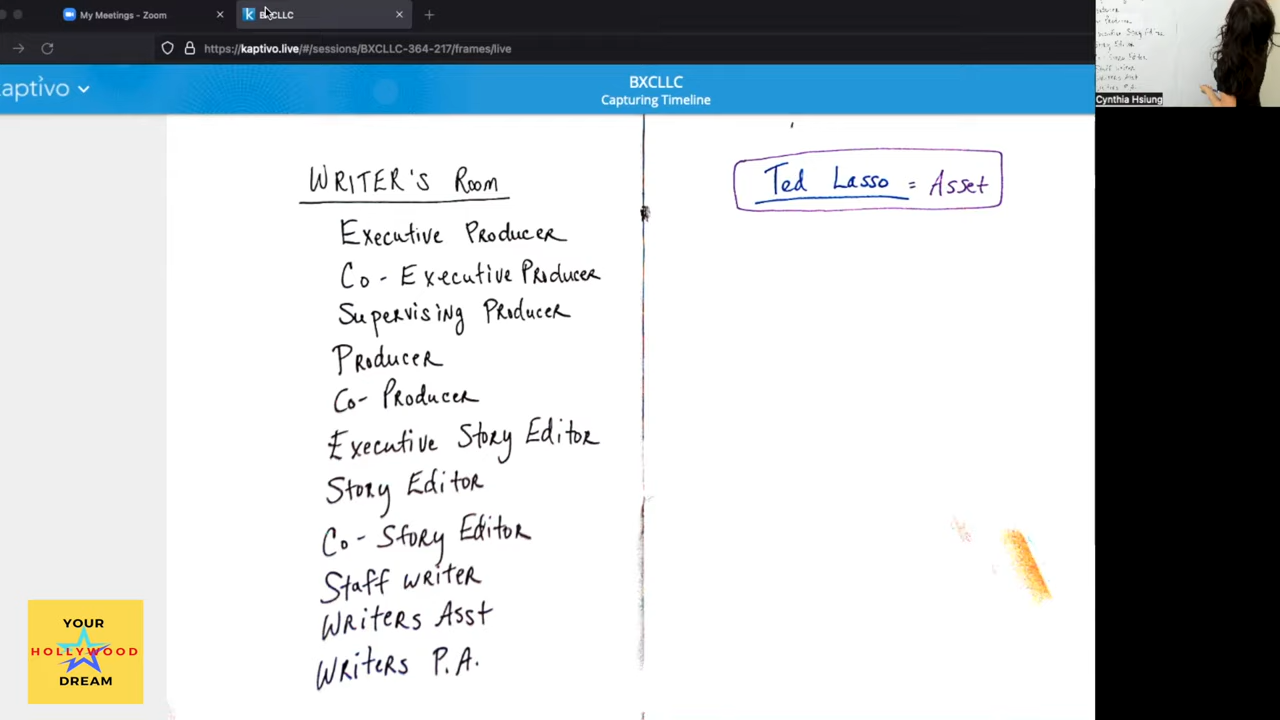 My Meetings - Zoom
BXCLLC
https://kaptivo.live/#/sessions/BXCLLC-364-217/frames/live
aptivo
BXCLLC
Capturing Timeline
Cynthia Hsiung
WRITER'S Room
Executive Producer
Co-Executive Producer
Supervising Producer
Producer
Co-Producer
Executive Story Editor
Story Editor
Co-Story Editor
Staff writer
Writers Asst
Writers P.A.
Ted Lasso = Asset
YOUR
HOLLYWOOD
DREAM